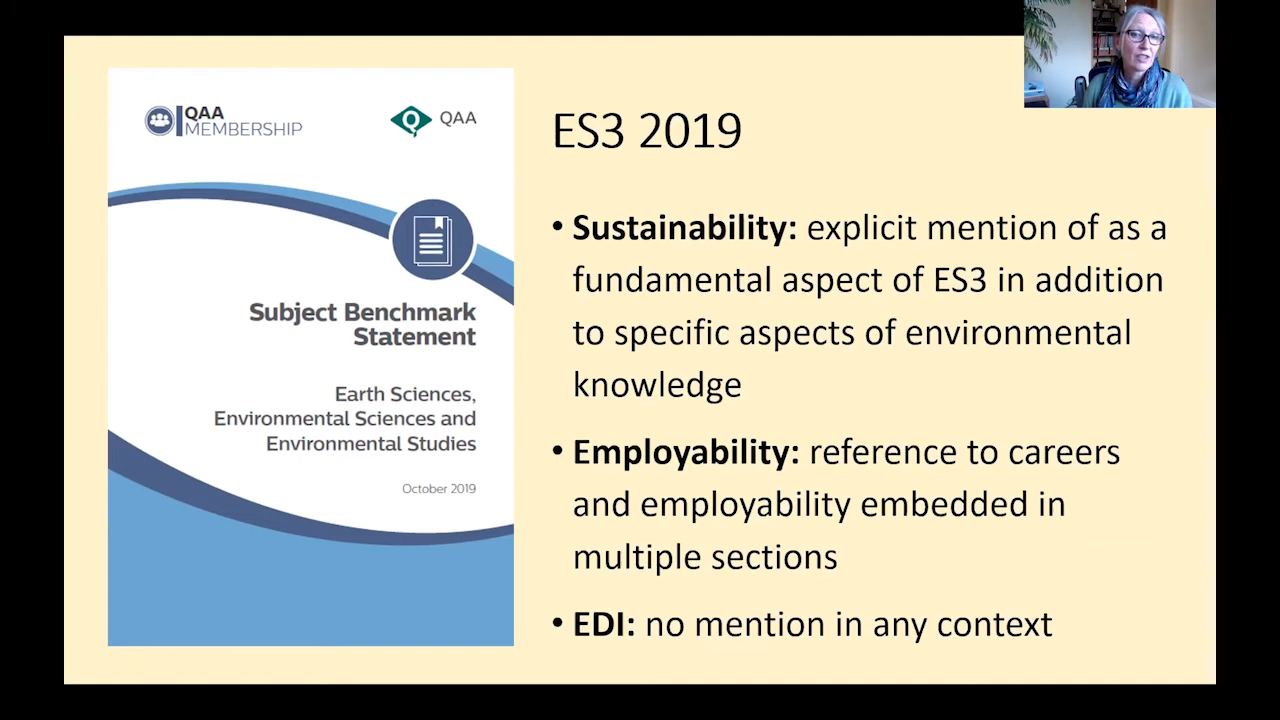 QAA
MEMBERSHIP
QAA
Subject Benchmark
Statement
Earth Sciences,
Environmental Sciences and
Environmental Studies
October 2019
ES3 2019
• Sustainability: explicit mention of as a
fundamental aspect of ES3 in addition
to specific aspects of environmental
knowledge
• Employability: reference to careers
and employability embedded in
multiple sections
• EDI: no mention in any context